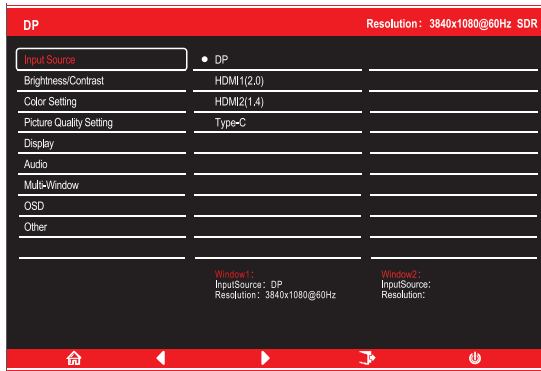 DP
Resolution: 3840x1080@60Hz SDR
Input Source
Brightness/Contrast
Color Setting
Picture Quality Setting
Display
Audio
Multi-Window
OSD
Other
DP
HDMI1(2.0)
HDMI2(1.4)
Type-C
Window1:
InputSource: DP
Resolution: 3840x1080@60Hz
Window2:
InputSource:
Resolution: